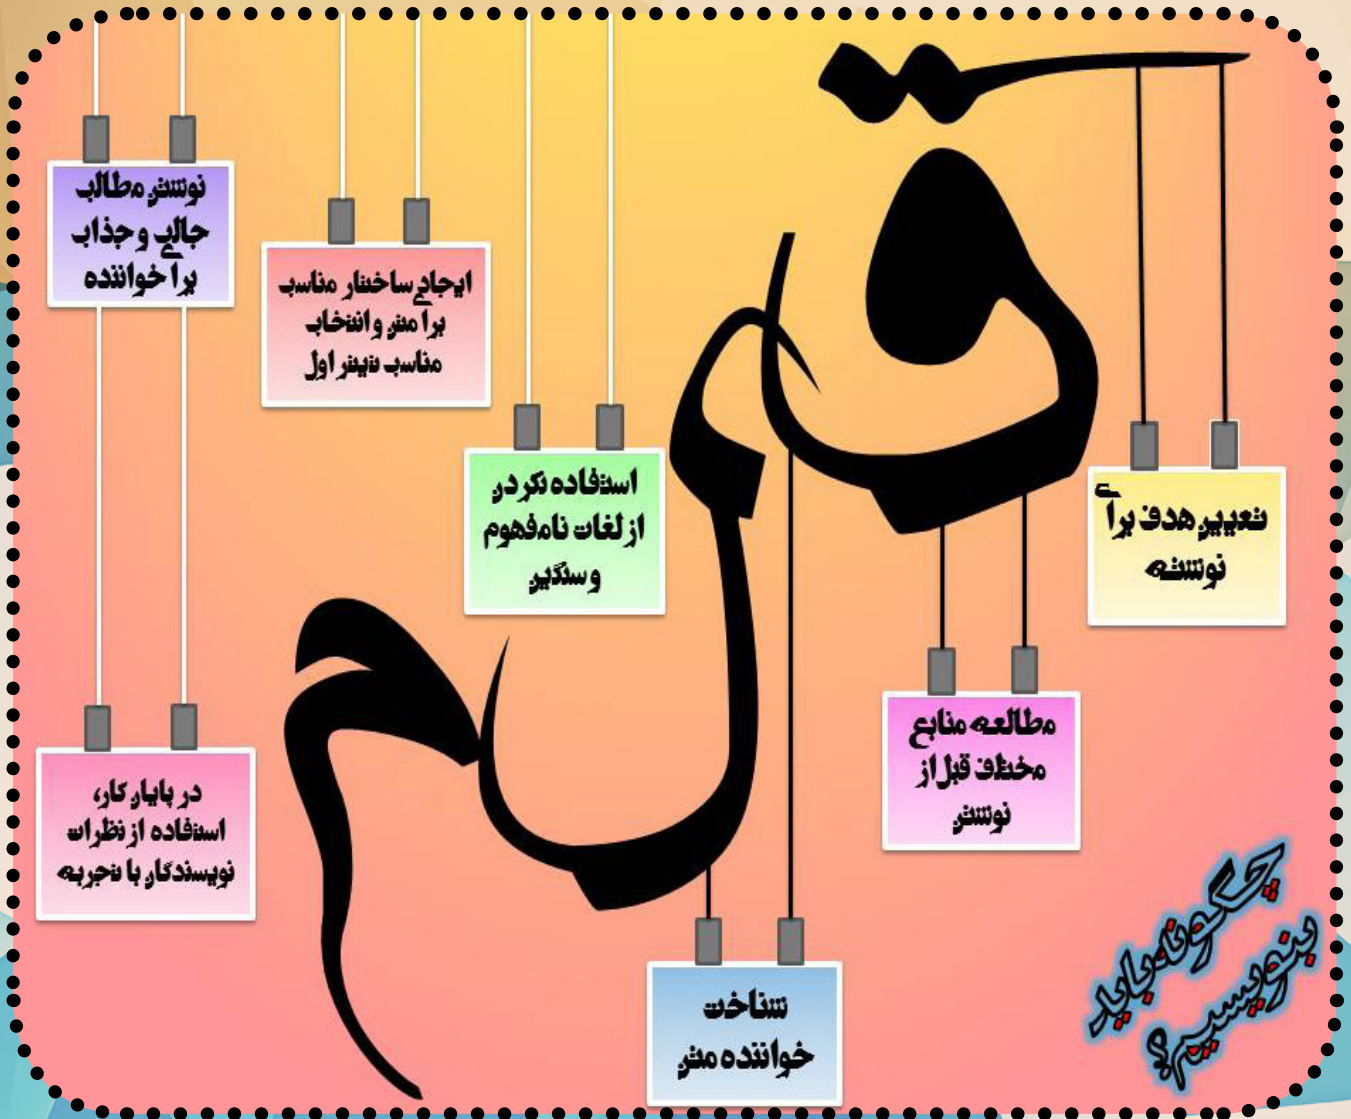 قلم
تعیین هدف برای
نوشته
مطالعه منابع
مختلف قبل از
نوشتن
شناخت
خواننده متن
استفاده نکردن
از لغات نامفهوم
و سنگین
ایجاد ساختار مناسب
برای متن و انتخاب
مناسب تیتر اول
نوشتن مطالب
جالب و جذاب
برای خواننده
در پایان کار،
استفاده از نظرات
نویسندگان با تجربه
چگونه باید
بنویسیم؟